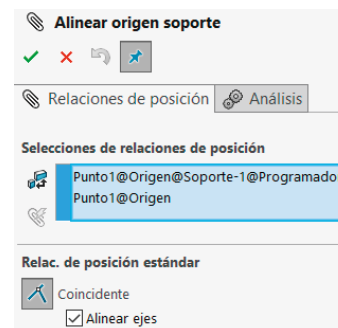 Alinear origen soporte
Relaciones de posición Análisis
Selecciones de relaciones de posición
Punto1@Origen@Soporte-1@Programado
Punto1@Origen
Relac. de posición estándar
Coincidente
Alinear ejes